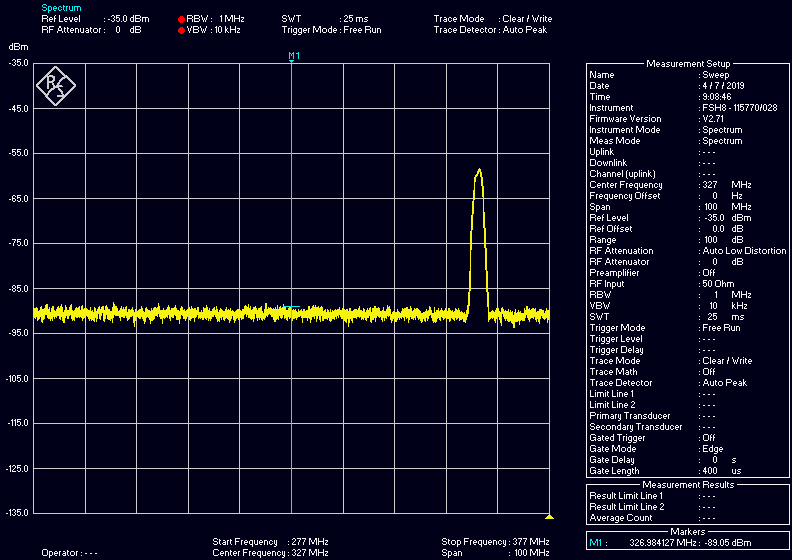 Spectrum
Ref Level : -35.0 dBm RBW : 1 MHz SWT : 25 ms Trace Mode : Clear / Write
RF Attenuator : 0 dB VBW : 10 kHz Trigger Mode : Free Run Trace Detector : Auto Peak
dBm
M1
-35.0
-45.0
-55.0
-65.0
-75.0
-85.0
-95.0
-105.0
-115.0
-125.0
-135.0
R S
Start Frequency : 277 MHz Stop Frequency : 377 MHz
Operator : --- Center Frequency : 327 MHz Span : 100 MHz
Measurement Setup
Name : Sweep
Date : 4 / 7 / 2019
Time : 9:08:46
Instrument : FSH8 - 115770/028
Firmware Version : V2.71
Instrument Mode : Spectrum
Meas Mode : Spectrum
Uplink : ---
Downlink : ---
Channel (uplink) : ---
Center Frequency : 327 MHz
Frequency Offset : 0 Hz
Span : 100 MHz
Ref Level : -35.0 dBm
Ref Offset : 0.0 dB
Range : 100 dB
RF Attenuation : Auto Low Distortion
RF Attenuator : 0 dB
Preamplifier : Off
RF Input : 50 Ohm
RBW : 1 MHz
VBW : 10 kHz
SWT : 25 ms
Trigger Mode : Free Run
Trigger Level : ---
Trigger Delay : ---
Trace Mode : Clear / Write
Trace Math : Off
Trace Detector : Auto Peak
Limit Line 1 : ---
Limit Line 2 : ---
Primary Transducer : ---
Secondary Transducer : ---
Gated Trigger : Off
Gate Mode : Edge
Gate Delay : 0 s
Gate Length : 400 us
Measurement Results
Result Limit Line 1 : ---
Result Limit Line 2 : ---
Average Count : ---
Markers
M1 : 326.984127 MHz : -89.05 dBm